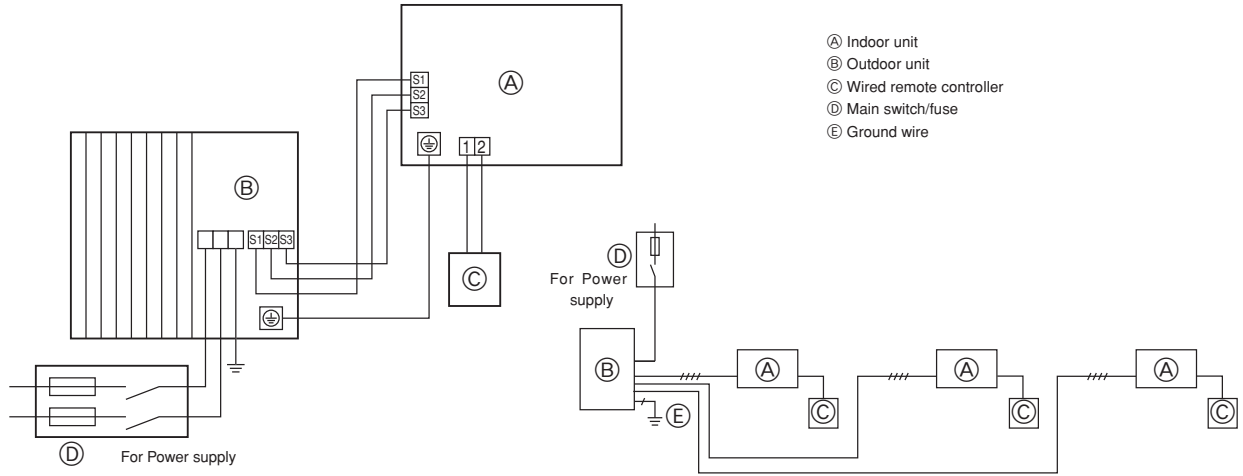 Ⓐ Indoor unit
Ⓑ Outdoor unit
Ⓒ Wired remote controller
Ⓓ Main switch/fuse
Ⓔ Ground wire
Ⓐ
S1
S2
S3
1 2
Ⓑ
S1 S2 S3
Ⓒ
Ⓓ
For Power supply
Ⓓ
For Power
supply
Ⓑ
Ⓔ
Ⓐ
Ⓒ
Ⓐ
Ⓒ
Ⓐ
Ⓒ